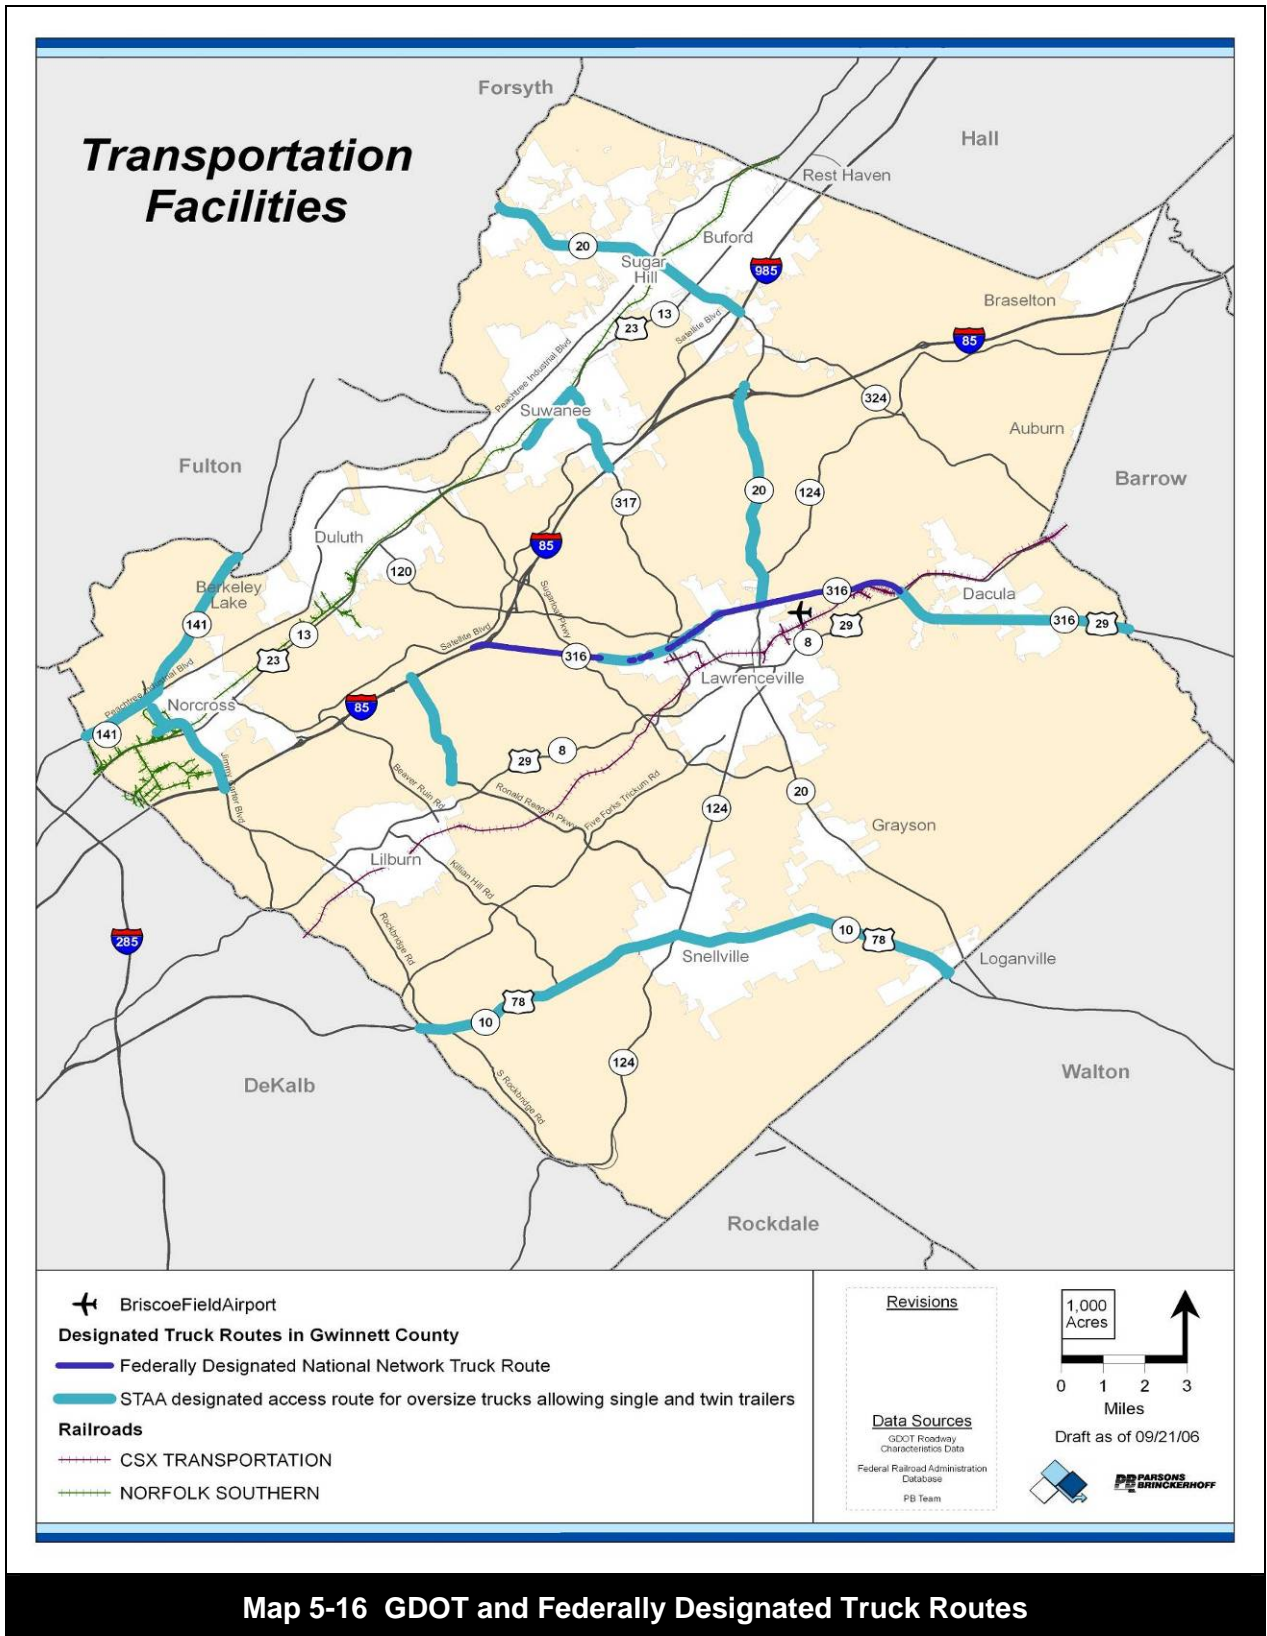 Transportation
Facilities
Forsyth
Hall
Rest Haven
Buford
20
Sugar
Hill
985
Braselton
13
23
Satellite Blvd
85
Peachtree Industrial Blvd
324
Suwanee
Auburn
Fulton
Barrow
20
124
317
Duluth
85
120
Berkeley
Lake
Sugarloaf Pkwy
316
Dacula
141
29
316
29
13
8
Satellite Blvd
23
316
Peachtree Industrial Blvd
Lawrenceville
Norcross
85
141
8
29
Jimmy Carter Blvd
Beaver Ruin Rd
Ronald Reagan Pkwy
Five Forks Trickum Rd
20
124
Grayson
Lilburn
Killian Hill Rd
Rockbridge Rd
10
78
285
Snellville
Loganville
78
10
124
DeKalb
Walton
S Rockbridge Rd
Rockdale
BriscoeFieldAirport
Designated Truck Routes in Gwinnett County
Federally Designated National Network Truck Route
STAA designated access route for oversize trucks allowing single and twin trailers
Railroads
CSX TRANSPORTATION
NORFOLK SOUTHERN
Revisions
Data Sources
GDOT Roadway
Characteristics Data
Federal Railroad Administration
Database
PB Team
1,000
Acres
0 1 2 3
Miles
Draft as of 09/21/06
PB PARSONS
BRINCKERHOFF
Map 5-16 GDOT and Federally Designated Truck Routes